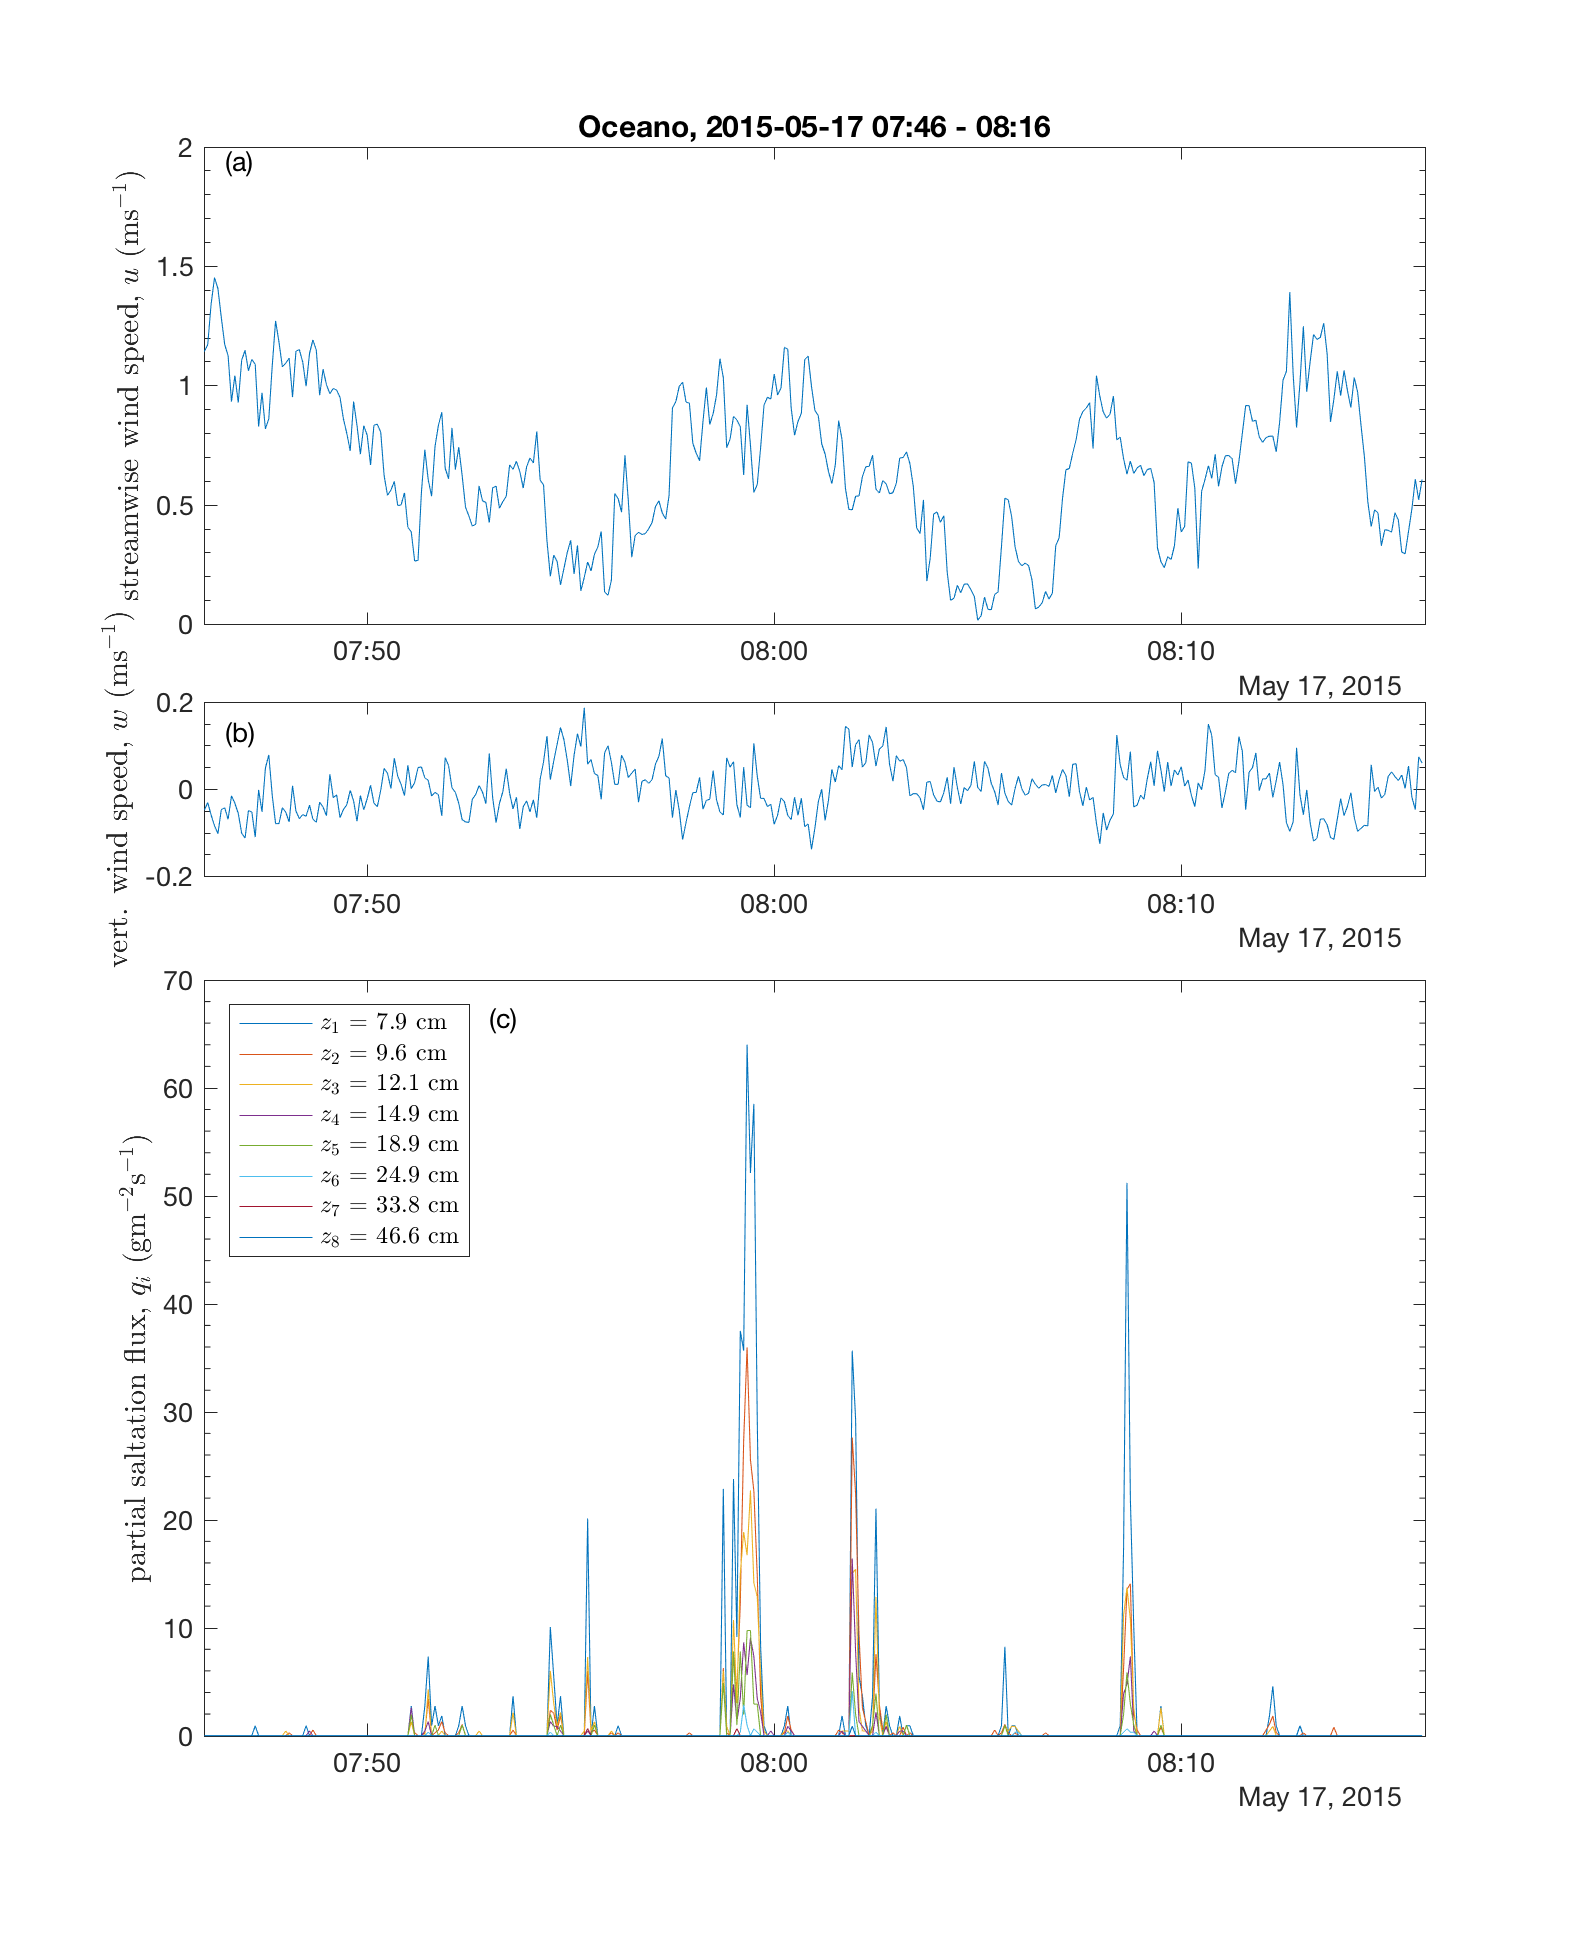 Oceano, 2015-05-17 07:46 - 08:16
(a)
streamwise wind speed, u (ms⁻¹)
2
1.5
1
0.5
0
07:50 08:00 08:10
May 17, 2015
(b)
vert. wind speed, w (ms⁻¹)
0.2
0
-0.2
07:50 08:00 08:10
May 17, 2015
(c)
partial saltation flux, qᵢ (gm⁻²s⁻¹)
70
60
50
40
30
20
10
0
z₁ = 7.9 cm
z₂ = 9.6 cm
z₃ = 12.1 cm
z₄ = 14.9 cm
z₅ = 18.9 cm
z₆ = 24.9 cm
z₇ = 33.8 cm
z₈ = 46.6 cm
07:50 08:00 08:10
May 17, 2015